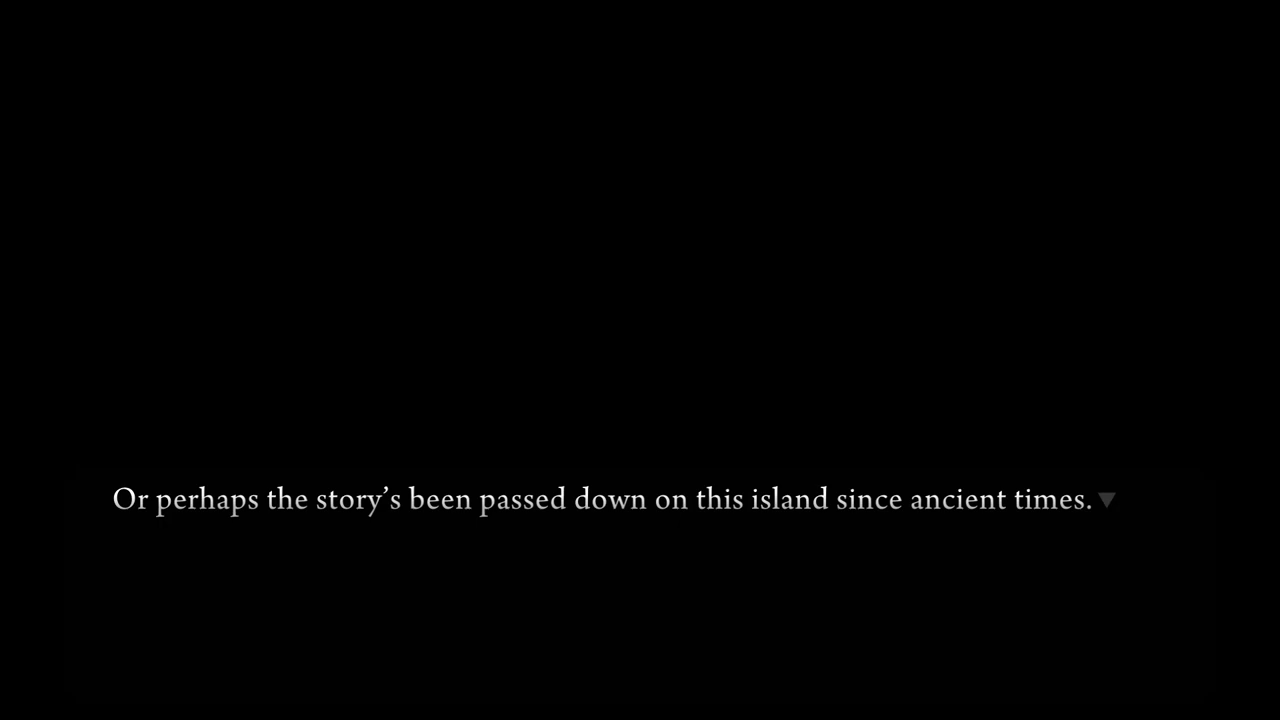 Or perhaps the story’s been passed down on this island since ancient times.